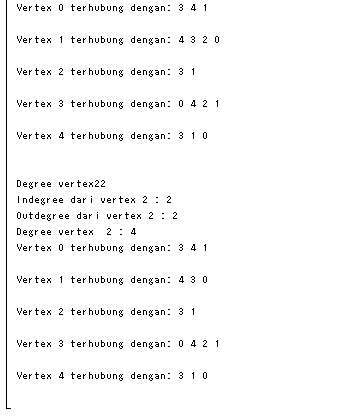 Vertex 0 terhubung dengan: 3 4 1
Vertex 1 terhubung dengan: 4 3 2 0
Vertex 2 terhubung dengan: 3 1
Vertex 3 terhubung dengan: 0 4 2 1
Vertex 4 terhubung dengan: 3 1 0
Degree vertex22
Indegree dari vertex 2 : 2
Outdegree dari vertex 2 : 2
Degree vertex  2 : 4
Vertex 0 terhubung dengan: 3 4 1
Vertex 1 terhubung dengan: 4 3 0
Vertex 2 terhubung dengan: 3 1
Vertex 3 terhubung dengan: 0 4 2 1
Vertex 4 terhubung dengan: 3 1 0